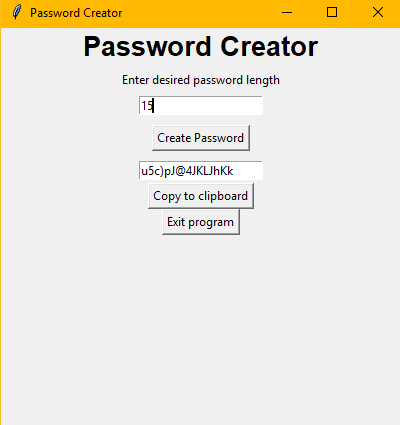 Password Creator
Password Creator
Enter desired password length
15
Create Password
u5c)pJ@4JKLJhKk
Copy to clipboard
Exit program